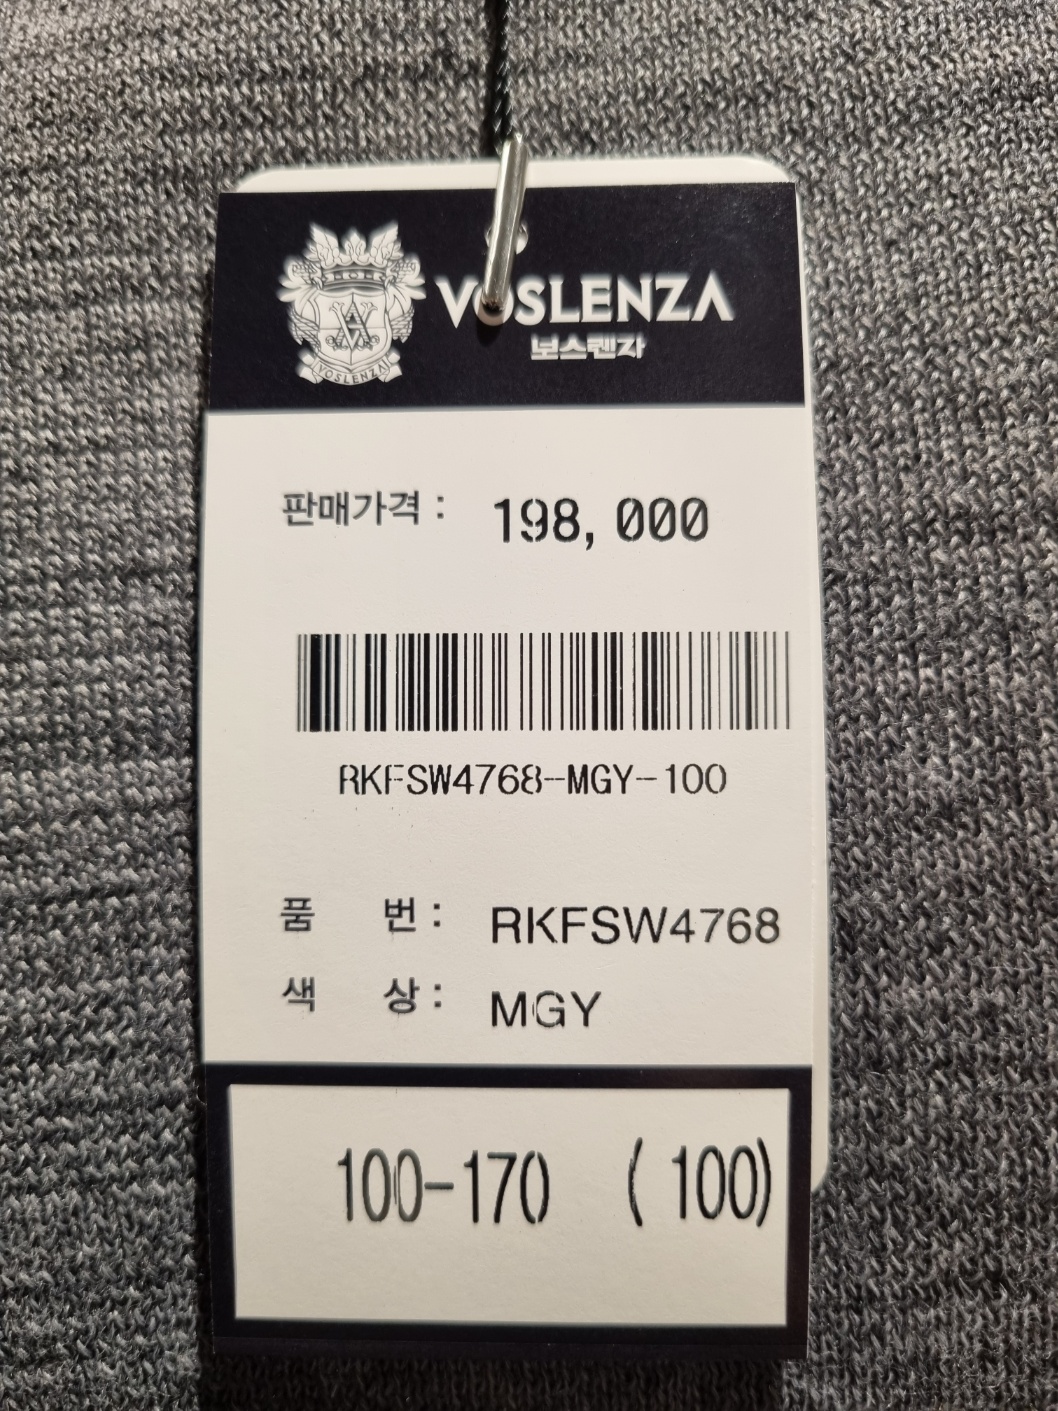 VOSLENZA
VOSLENZA
보스렌자
판매가격 : 198,000
RKFSW4768-MGY-100
품 번 : RKFSW4768
색 상 : MGY
100-170 (100)